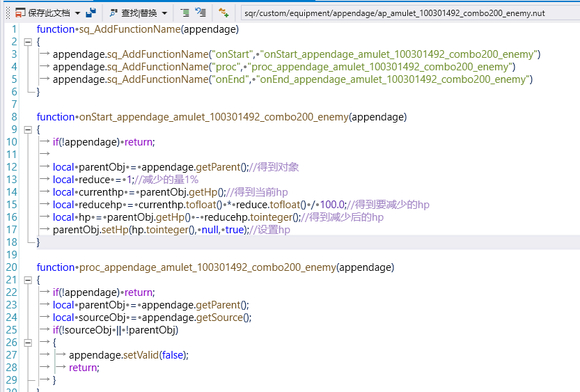 保存此文档 查找|替换 sqr/custom/equipment/appendage/ap_amulet_100301492_combo200_enemy.nut
1 function sq_AddFunctionName(appendage)
2 {
3 appendage.sq_AddFunctionName("onStart", "onStart_appendage_amulet_100301492_combo200_enemy")
4 appendage.sq_AddFunctionName("proc", "proc_appendage_amulet_100301492_combo200_enemy")
5 appendage.sq_AddFunctionName("onEnd", "onEnd_appendage_amulet_100301492_combo200_enemy")
6 }
7
8 function onStart_appendage_amulet_100301492_combo200_enemy(appendage)
9 {
10 if(!appendage) return;
11
12 local parentObj = appendage.getParent();//得到对象
13 local reduce = 1;//减少的量1%
14 local currenthp = parentObj.getHp();//得到当前hp
15 local reducehp = currenthp.tofloat() * reduce.tofloat() / 100.0;//得到要减少的hp
16 local hp = parentObj.getHp() - reducehp.tointeger();//得到减少后的hp
17 parentObj.setHp(hp.tointeger(), null, true);//设置hp
18 }
19
20 function proc_appendage_amulet_100301492_combo200_enemy(appendage)
21 {
22 if(!appendage) return;
23 local parentObj = appendage.getParent();
24 local sourceObj = appendage.getSource();
25 if(!sourceObj || !parentObj)
26 {
27 appendage.setValid(false);
28 return;
29 }